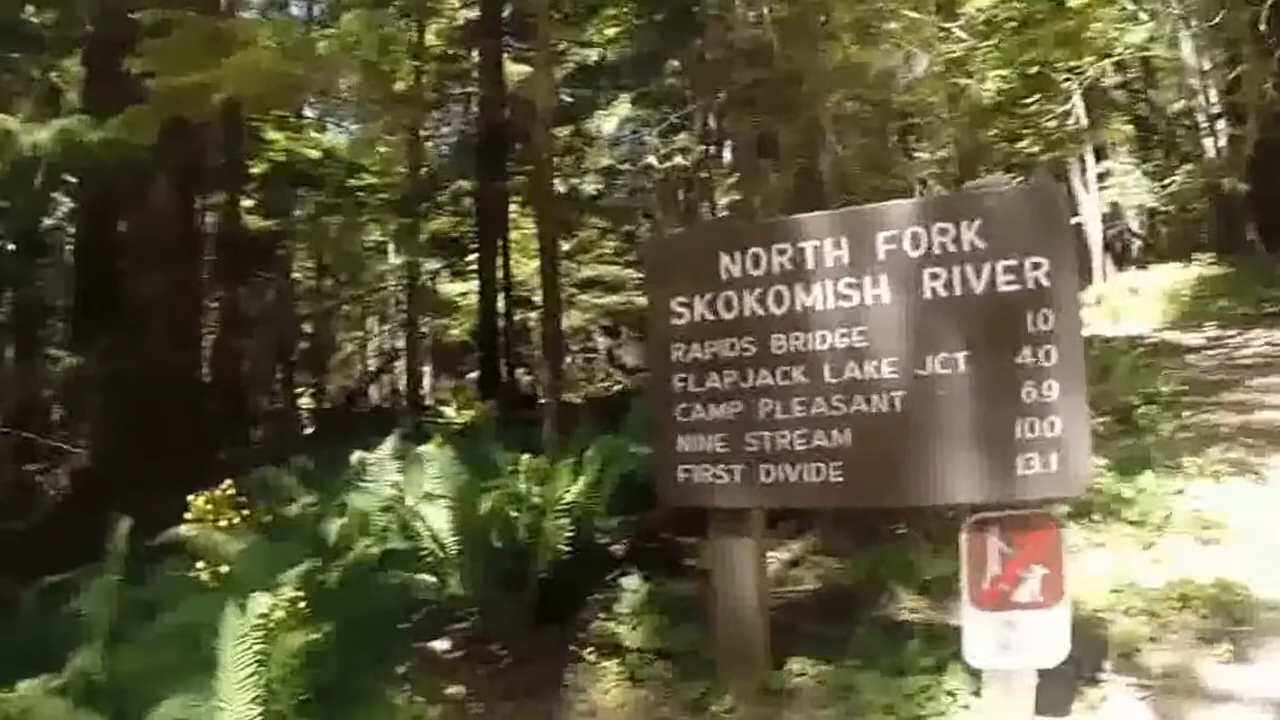 NORTH FORK
SKOKOMISH RIVER
RAPIDS BRIDGE 1.0
FLAPJACK LAKE JCT 4.0
CAMP PLEASANT 6.9
NINE STREAM 10.0
FIRST DIVIDE 13.1